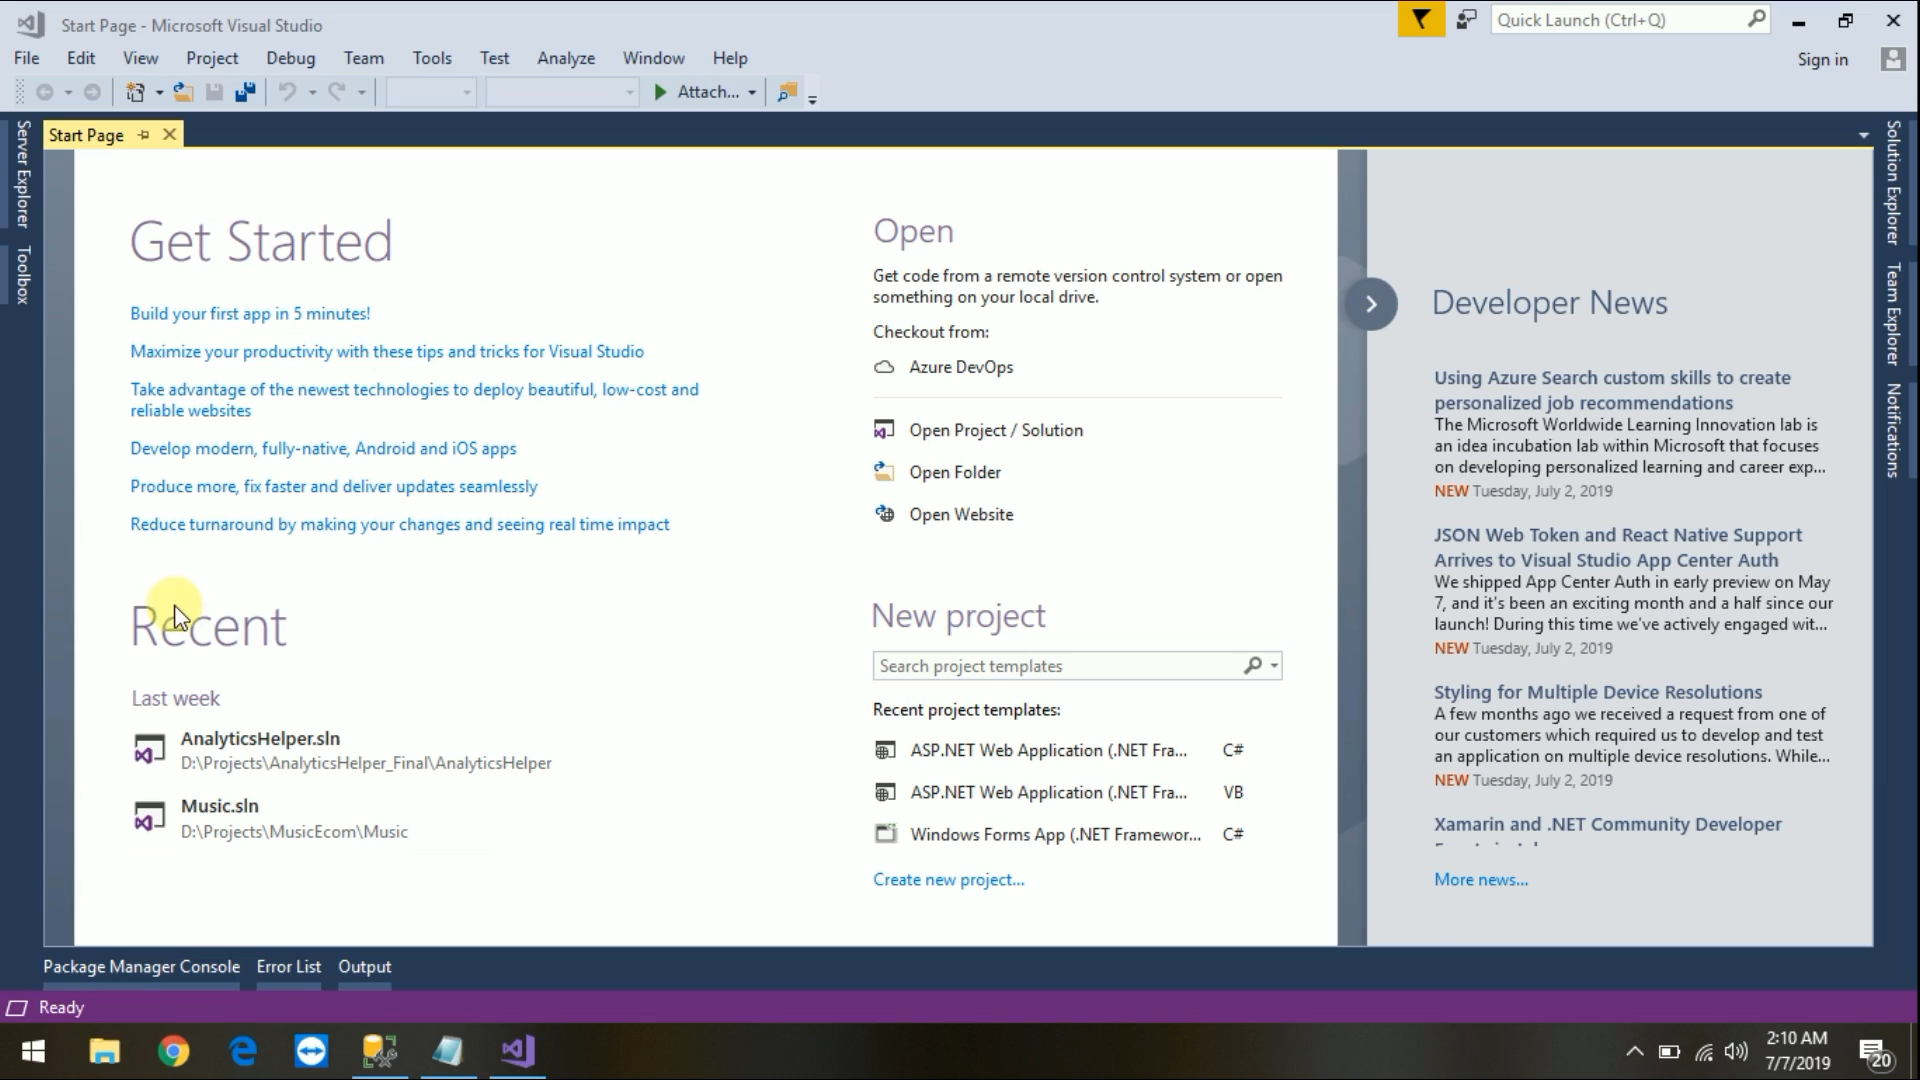 Start Page - Microsoft Visual Studio
Quick Launch (Ctrl+Q)
File Edit View Project Debug Team Tools Test Analyze Window Help
Sign in
Attach...
Server Explorer
Toolbox
Start Page
Get Started
Build your first app in 5 minutes!
Maximize your productivity with these tips and tricks for Visual Studio
Take advantage of the newest technologies to deploy beautiful, low-cost and
reliable websites
Develop modern, fully-native, Android and iOS apps
Produce more, fix faster and deliver updates seamlessly
Reduce turnaround by making your changes and seeing real time impact
Recent
Last week
AnalyticsHelper.sln
D:\Projects\AnalyticsHelper_Final\AnalyticsHelper
Music.sln
D:\Projects\MusicEcom\Music
Open
Get code from a remote version control system or open
something on your local drive.
Checkout from:
Azure DevOps
Open Project / Solution
Open Folder
Open Website
New project
Search project templates
Recent project templates:
ASP.NET Web Application (.NET Fra... C#
ASP.NET Web Application (.NET Fra... VB
Windows Forms App (.NET Framewor... C#
Create new project...
Developer News
Using Azure Search custom skills to create
personalized job recommendations
The Microsoft Worldwide Learning Innovation lab is
an idea incubation lab within Microsoft that focuses
on developing personalized learning and career exp...
NEW Tuesday, July 2, 2019
JSON Web Token and React Native Support
Arrives to Visual Studio App Center Auth
We shipped App Center Auth in early preview on May
7, and it's been an exciting month and a half since our
launch! During this time we've actively engaged wit...
NEW Tuesday, July 2, 2019
Styling for Multiple Device Resolutions
A few months ago we received a request from one of
our customers which required us to develop and test
an application on multiple device resolutions. While...
NEW Tuesday, July 2, 2019
Xamarin and .NET Community Developer
More news...
Solution Explorer
Team Explorer
Notifications
Package Manager Console Error List Output
Ready
2:10 AM
7/7/2019
20